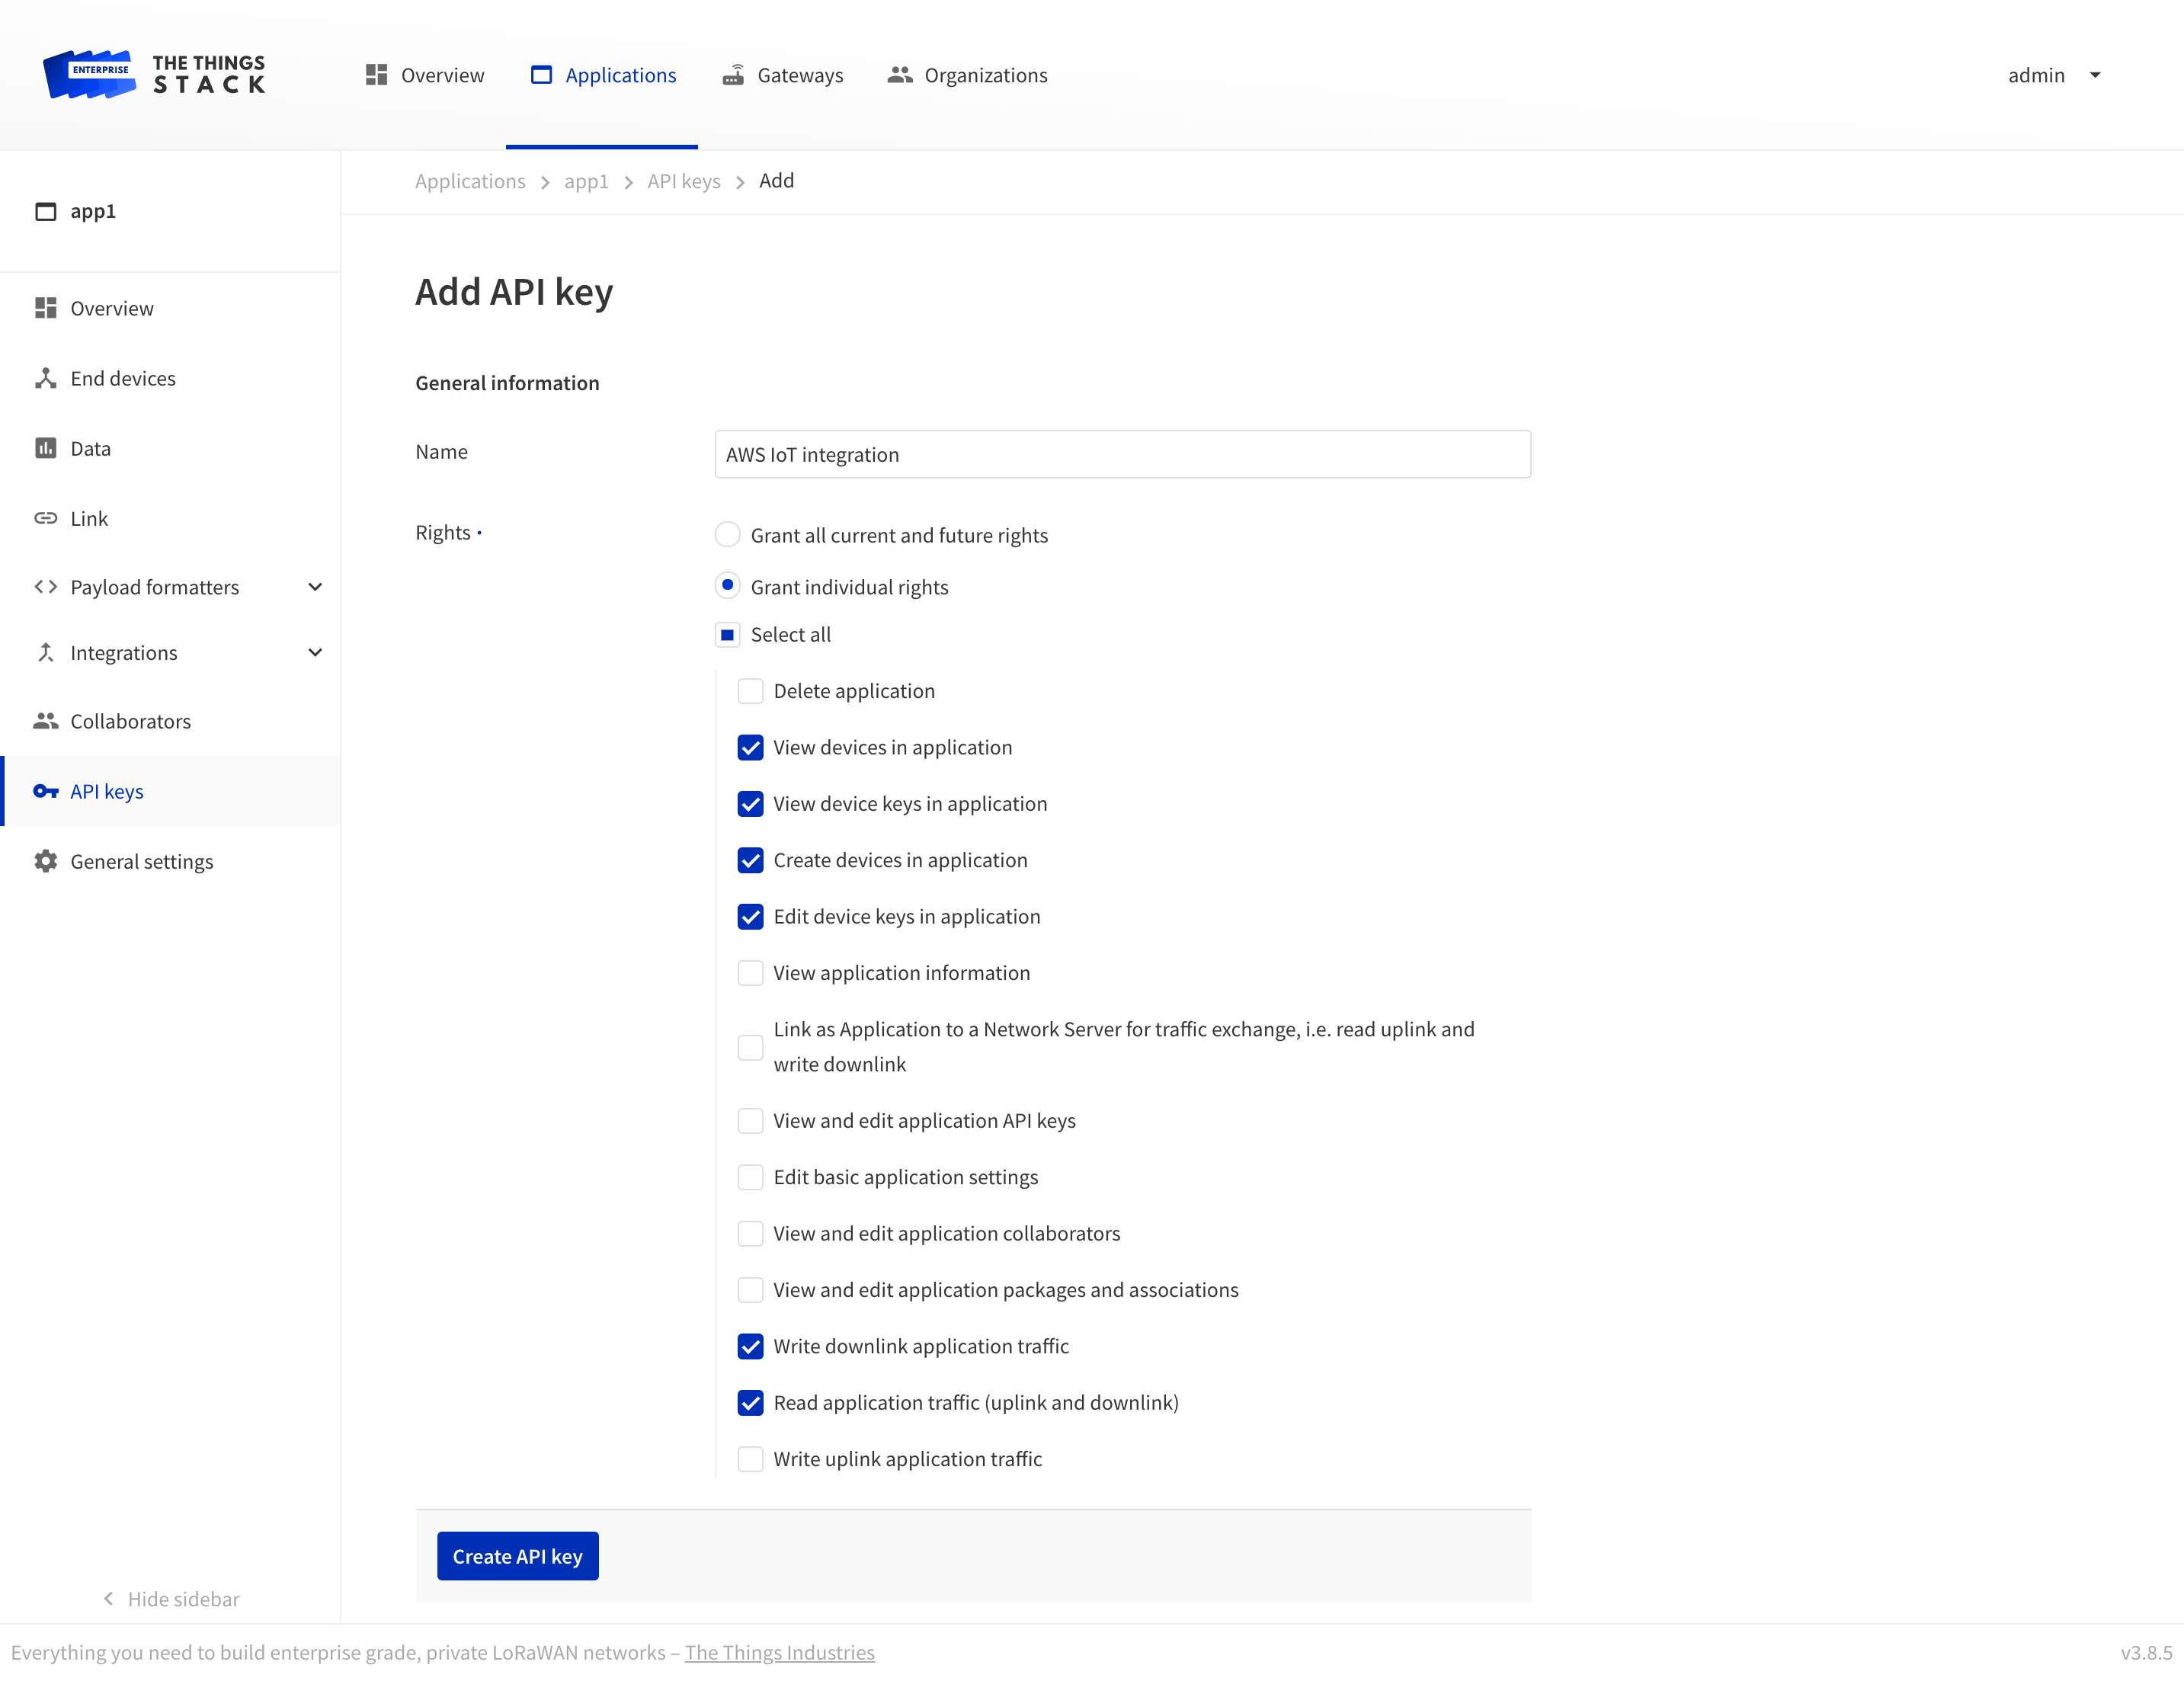 ENTERPRISE
THE THINGS
STACK
Overview
Applications
Gateways
Organizations
admin
app1
Overview
End devices
Data
Link
Payload formatters
Integrations
Collaborators
API keys
General settings
Hide sidebar
Applications > app1 > API keys > Add
Add API key
General information
Name
AWS IoT integration
Rights •
Grant all current and future rights
Grant individual rights
Select all
Delete application
View devices in application
View device keys in application
Create devices in application
Edit device keys in application
View application information
Link as Application to a Network Server for traffic exchange, i.e. read uplink and
write downlink
View and edit application API keys
Edit basic application settings
View and edit application collaborators
View and edit application packages and associations
Write downlink application traffic
Read application traffic (uplink and downlink)
Write uplink application traffic
Create API key
Everything you need to build enterprise grade, private LoRaWAN networks – The Things Industries
v3.8.5